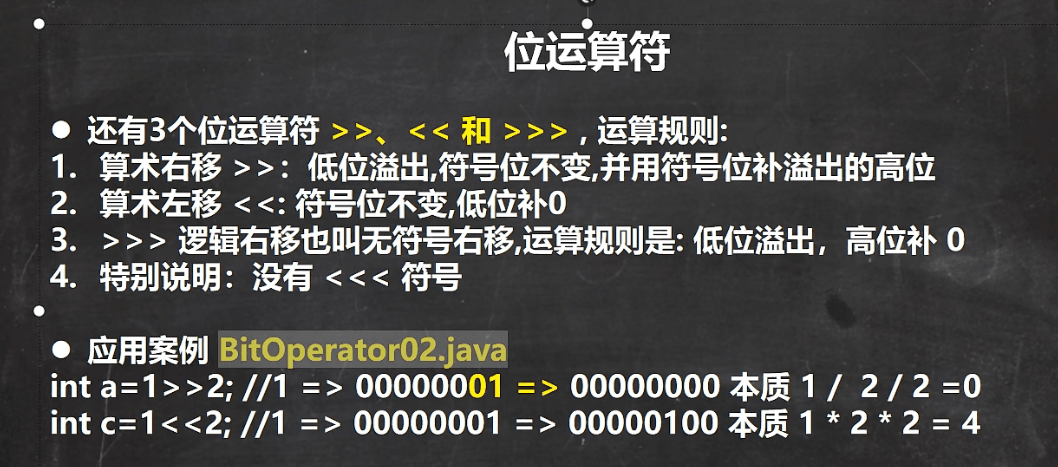 位运算符
● 还有3个位运算符 >>、<< 和 >>> , 运算规则:
1. 算术右移 >>：低位溢出,符号位不变,并用符号位补溢出的高位
2. 算术左移 <<: 符号位不变,低位补0
3. >>> 逻辑右移也叫无符号右移,运算规则是: 低位溢出，高位补 0
4. 特别说明：没有 <<< 符号
● 应用案例 BitOperator02.java
int a=1>>2; //1 => 00000001 => 00000000 本质 1 / 2 / 2 =0
int c=1<<2; //1 => 00000001 => 00000100 本质 1 * 2 * 2 = 4